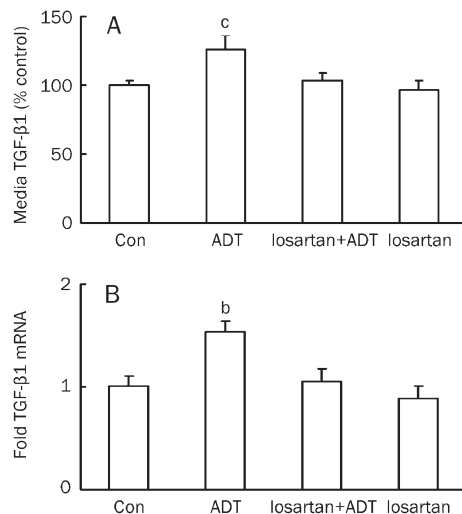 A
c
Media TGF-β1 (% control)
150
100
50
0
Con ADT losartan+ADT losartan
B
b
Fold TGF-β1 mRNA
2
1
0
Con ADT losartan+ADT losartan